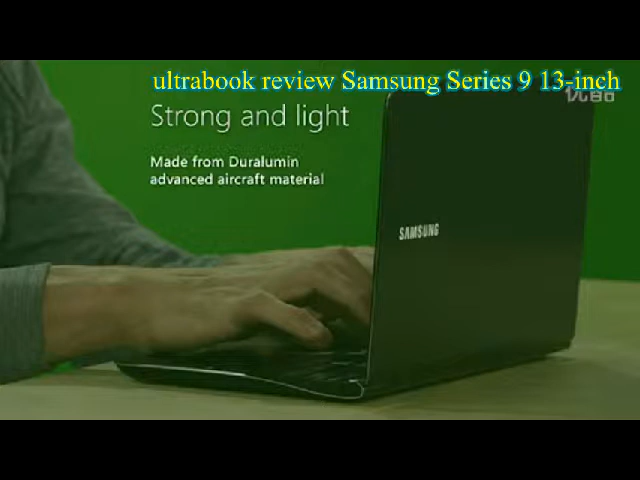 ultrabook review Samsung Series 9 13-inch
Strong and light
Made from Duralumin
advanced aircraft material
SAMSUNG